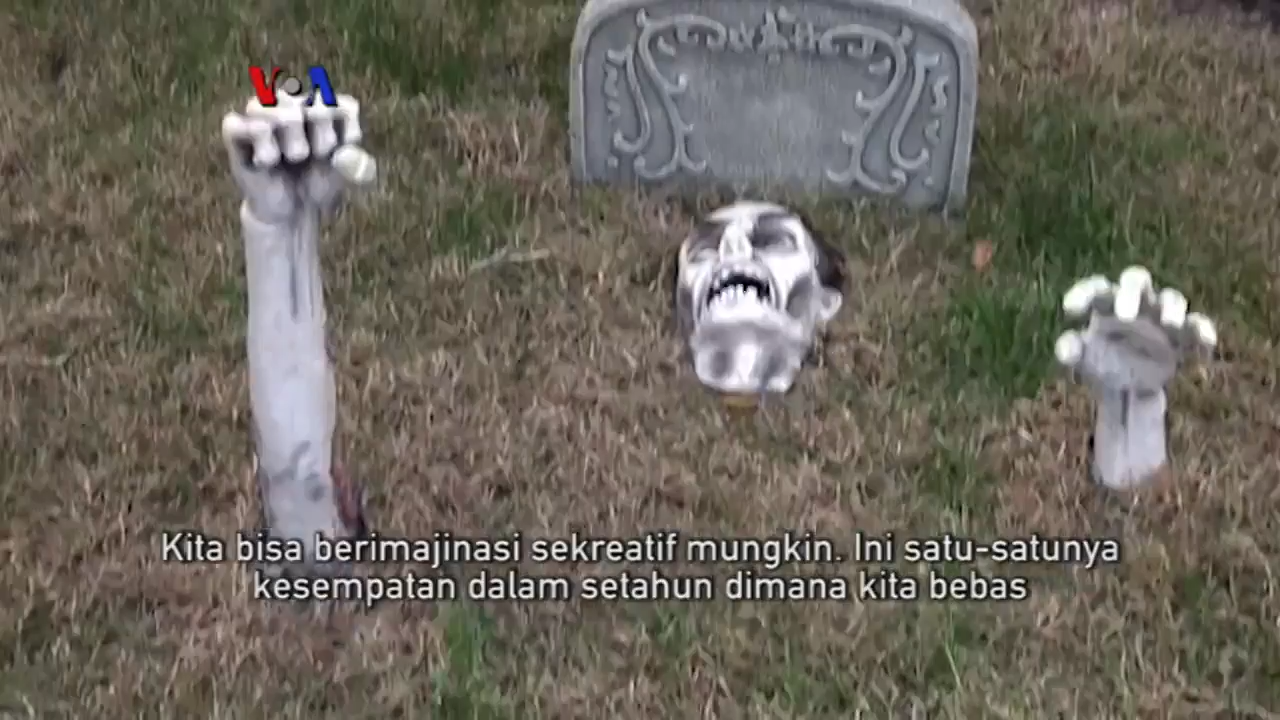 VOA
Kita bisa berimajinasi sekreatif mungkin. Ini satu-satunya
kesempatan dalam setahun dimana kita bebas